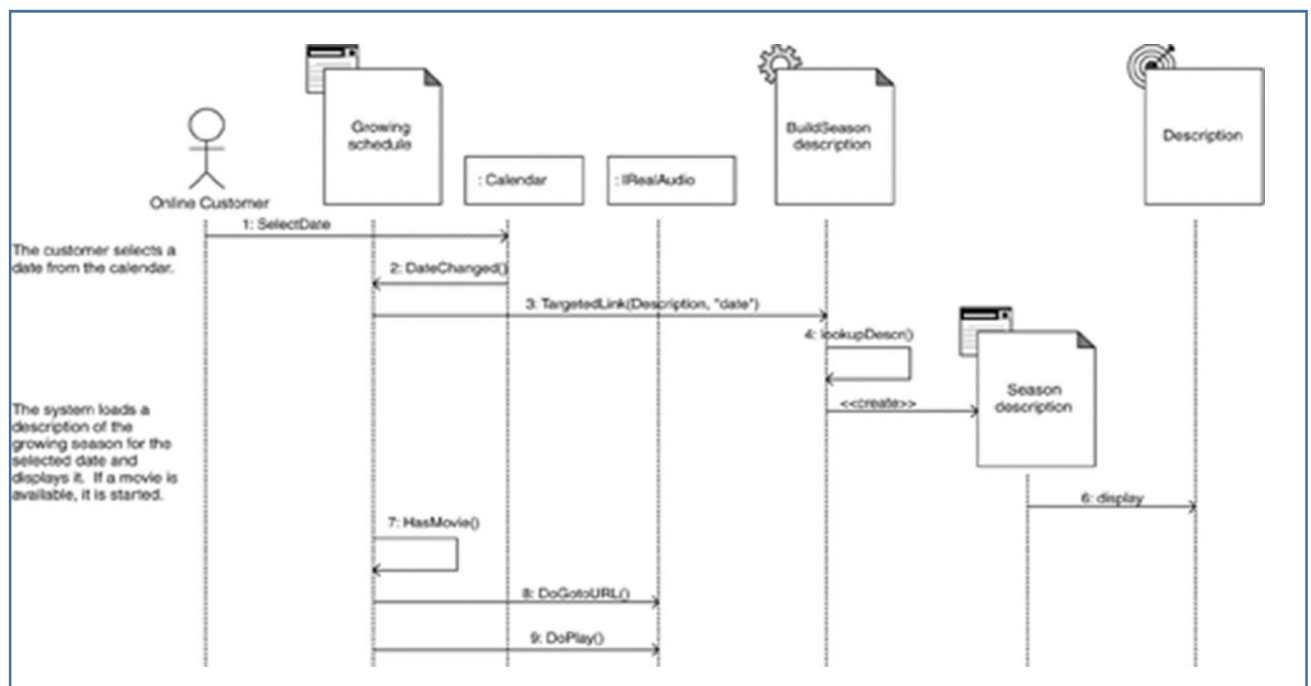 Growing
schedule
: Calendar
: IRealAudio
BuildSeason
description
Description
Online Customer
1: SelectDate
The customer selects a
date from the calendar.
2: DateChanged()
3: TargetedLink(Description, "date")
4: lookupDescr()
<<create>>
Season
description
The system loads a
description of the
growing season for the
selected date and
displays it. If a movie is
available, it is started.
6: display
7: HasMovie()
8: DoGotoURL()
9: DoPlay()